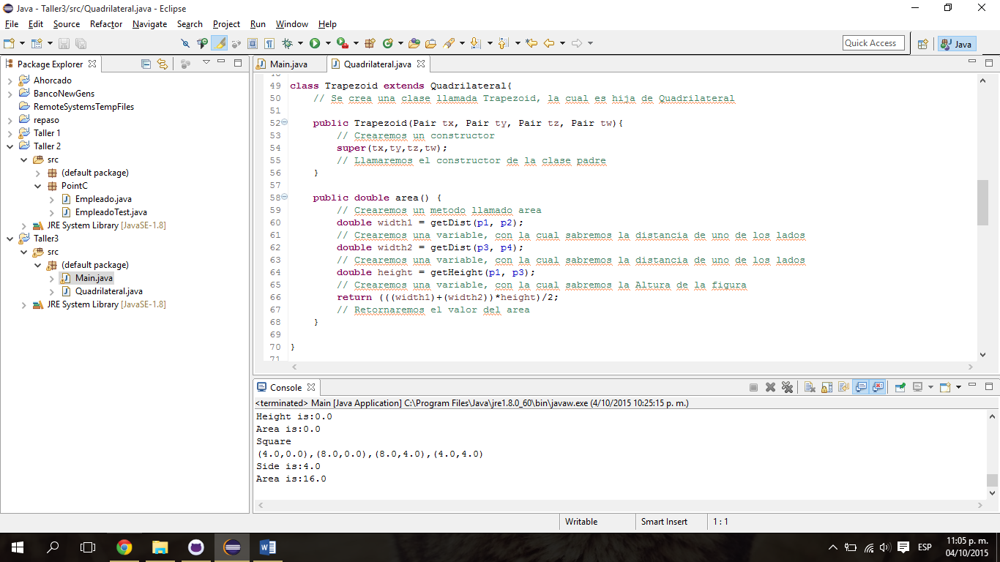 Java - Taller3/src/Quadrilateral.java - Eclipse
File Edit Source Refactor Navigate Search Project Run Window Help
Quick Access
Java
Package Explorer
Ahorcado
BancoNewGens
RemoteSystemsTempFiles
repaso
Taller 1
Taller 2
src
(default package)
PointC
Empleado.java
EmpleadoTest.java
JRE System Library [JavaSE-1.8]
Taller3
src
(default package)
Main.java
Quadrilateral.java
JRE System Library [JavaSE-1.8]
Main.java Quadrilateral.java
49 class Trapezoid extends Quadrilateral{
50 // Se crea una clase llamada Trapezoid, la cual es hija de Quadrilateral
51
52 public Trapezoid(Pair tx, Pair ty, Pair tz, Pair tw){
53 // Crearemos un constructor
54 super(tx,ty,tz,tw);
55 // Llamaremos el constructor de la clase padre
56 }
57
58 public double area() {
59 // Crearemos un metodo llamado area
60 double width1 = getDist(p1, p2);
61 // Crearemos una variable, con la cual sabremos la distancia de uno de los lados
62 double width2 = getDist(p3, p4);
63 // Crearemos una variable, con la cual sabremos la distancia de uno de los lados
64 double height = getHeight(p1, p3);
65 // Crearemos una variable, con la cual sabremos la Altura de la figura
66 return (((width1)+(width2))*height)/2;
67 // Retornaremos el valor del area
68 }
69
70 }
71
Console
<terminated> Main [Java Application] C:\Program Files\Java\jre1.8.0_60\bin\javaw.exe (4/10/2015 10:25:15 p. m.)
Height is:0.0
Area is:0.0
Square
(4.0,0.0),(8.0,0.0),(8.0,4.0),(4.0,4.0)
Side is:4.0
Area is:16.0
Writable Smart Insert 1 : 1
ESP
11:05 p. m.
04/10/2015